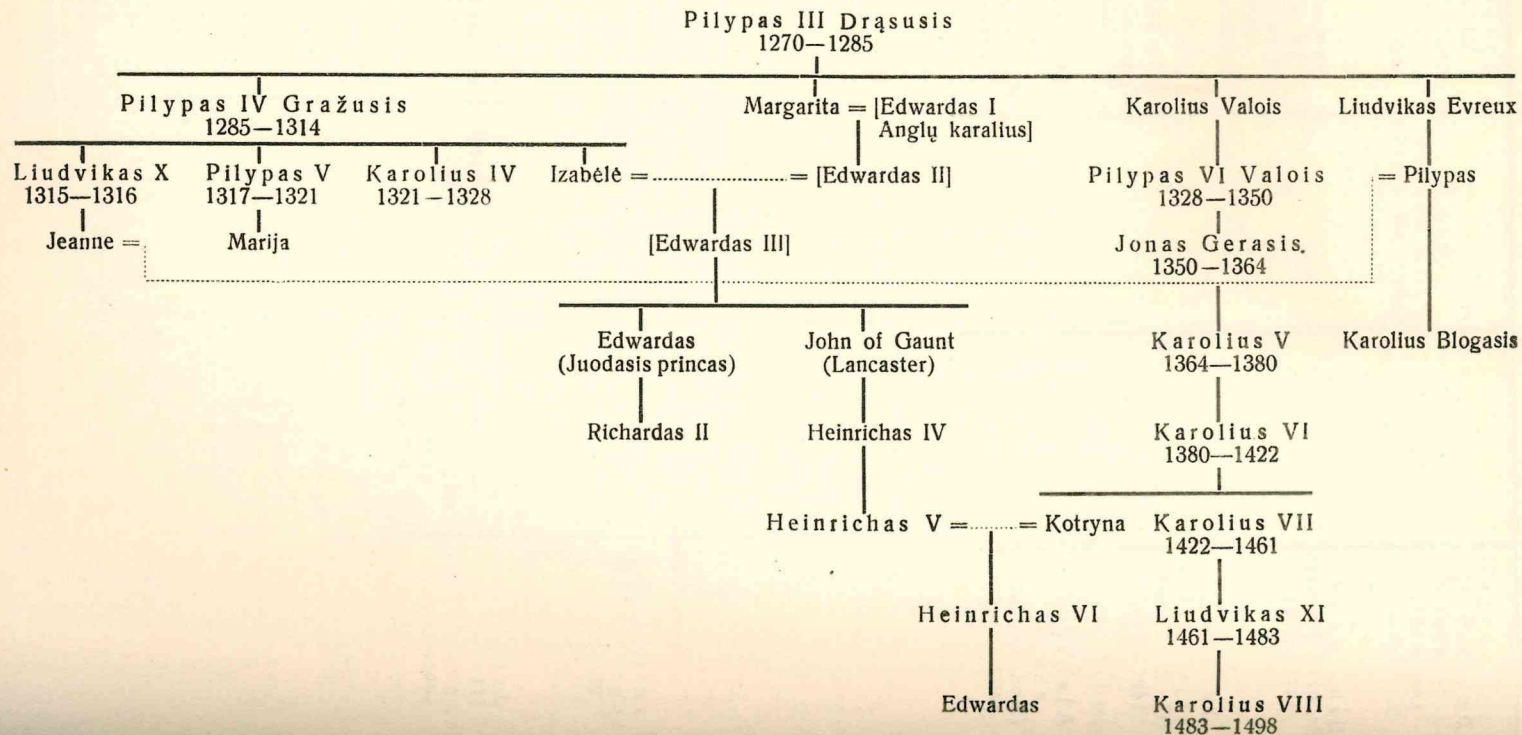 Pilypas III Drąsusis
1270—1285
Pilypas IV Gražusis
1285—1314
Margarita = [Edwardas I
Anglų karalius]
Karolius Valois
Liudvikas Evreux
Liudvikas X
1315—1316
Pilypas V
1317—1321
Karolius IV
1321—1328
Izabėlė = = [Edwardas II]
Pilypas VI Valois
1328—1350
= Pilypas
Jeanne =
Marija
[Edwardas III]
Jonas Gerasis
1350—1364
Edwardas
(Juodasis princas)
John of Gaunt
(Lancaster)
Karolius V
1364—1380
Karolius Blogasis
Richardas II
Heinrichas IV
Karolius VI
1380—1422
Heinrichas V = = Kotryna
Karolius VII
1422—1461
Heinrichas VI
Liudvikas XI
1461—1483
Edwardas
Karolius VIII
1483—1498